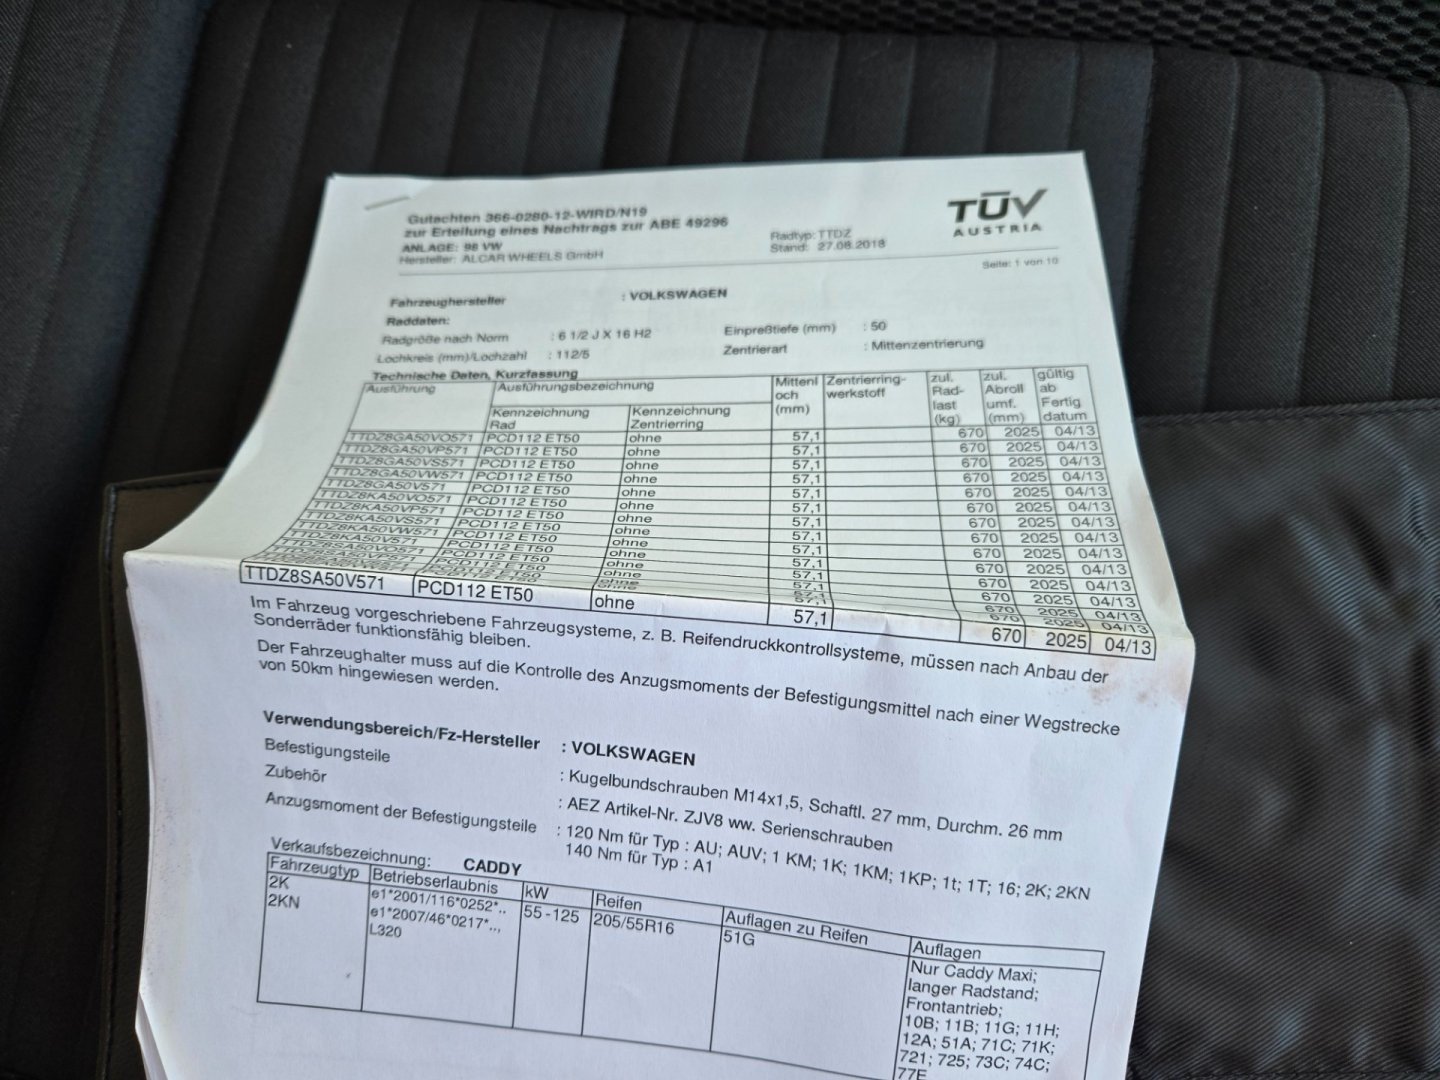 Gutachten 366-0280-12-WIRD/N19
zur Erteilung eines Nachtrags zur ABE 49296
ANLAGE: 98 VW
Hersteller: ALCAR WHEELS GmbH
Radtyp: TTDZ
Stand: 27.08.2018
TÜV
AUSTRIA
Seite: 1 von 10
Fahrzeughersteller : VOLKSWAGEN
Raddaten:
Radgröße nach Norm : 6 1/2 J X 16 H2 Einpreßtiefe (mm) : 50
Lochkreis (mm)/Lochzahl : 112/5 Zentrierart : Mittenzentrierung
Technische Daten, Kurzfassung
Ausführung Ausführungsbezeichnung Mittenl Zentrierring- zul. zul. gültig
och werkstoff Rad- Abroll ab
Kennzeichnung Kennzeichnung (mm) last umf. Fertig
Rad Zentrierring (kg) (mm) datum
TTDZ8GA50VO571 PCD112 ET50 ohne 57,1 670 2025 04/13
TTDZ8GA50VP571 PCD112 ET50 ohne 57,1 670 2025 04/13
TTDZ8GA50VS571 PCD112 ET50 ohne 57,1 670 2025 04/13
TTDZ8GA50VW571 PCD112 ET50 ohne 57,1 670 2025 04/13
TTDZ8KA50VO571 PCD112 ET50 ohne 57,1 670 2025 04/13
TTDZ8KA50VP571 PCD112 ET50 ohne 57,1 670 2025 04/13
TTDZ8KA50VS571 PCD112 ET50 ohne 57,1 670 2025 04/13
TTDZ8KA50VW571 PCD112 ET50 ohne 57,1 670 2025 04/13
PCD112 ET50 ohne 57,1 670 2025 04/13
PCD112 ET50 ohne 57,1 670 2025 04/13
TTDZ8SA50V571 PCD112 ET50 ohne 57,1 670 2025 04/13
Im Fahrzeug vorgeschriebene Fahrzeugsysteme, z. B. Reifendruckkontrollsysteme, müssen nach Anbau der
Sonderräder funktionsfähig bleiben.
Der Fahrzeughalter muss auf die Kontrolle des Anzugsmoments der Befestigungsmittel nach einer Wegstrecke
von 50km hingewiesen werden.
Verwendungsbereich/Fz-Hersteller : VOLKSWAGEN
Befestigungsteile : Kugelbundschrauben M14x1,5, Schaftl. 27 mm, Durchm. 26 mm
Zubehör : AEZ Artikel-Nr. ZJV8 ww. Serienschrauben
Anzugsmoment der Befestigungsteile : 120 Nm für Typ : AU; AUV; 1 KM; 1K; 1KM; 1KP; 1t; 1T; 16; 2K; 2KN
140 Nm für Typ : A1
Verkaufsbezeichnung: CADDY
Fahrzeugtyp Betriebserlaubnis kW Reifen Auflagen zu Reifen Auflagen
2K e1*2001/116*0252*.. 55 -125 205/55R16 51G Nur Caddy Maxi;
2KN e1*2007/46*0217*.., langer Radstand;
L320 Frontantrieb;
10B; 11B; 11G; 11H;
12A; 51A; 71C; 71K;
721; 725; 73C; 74C;
77E